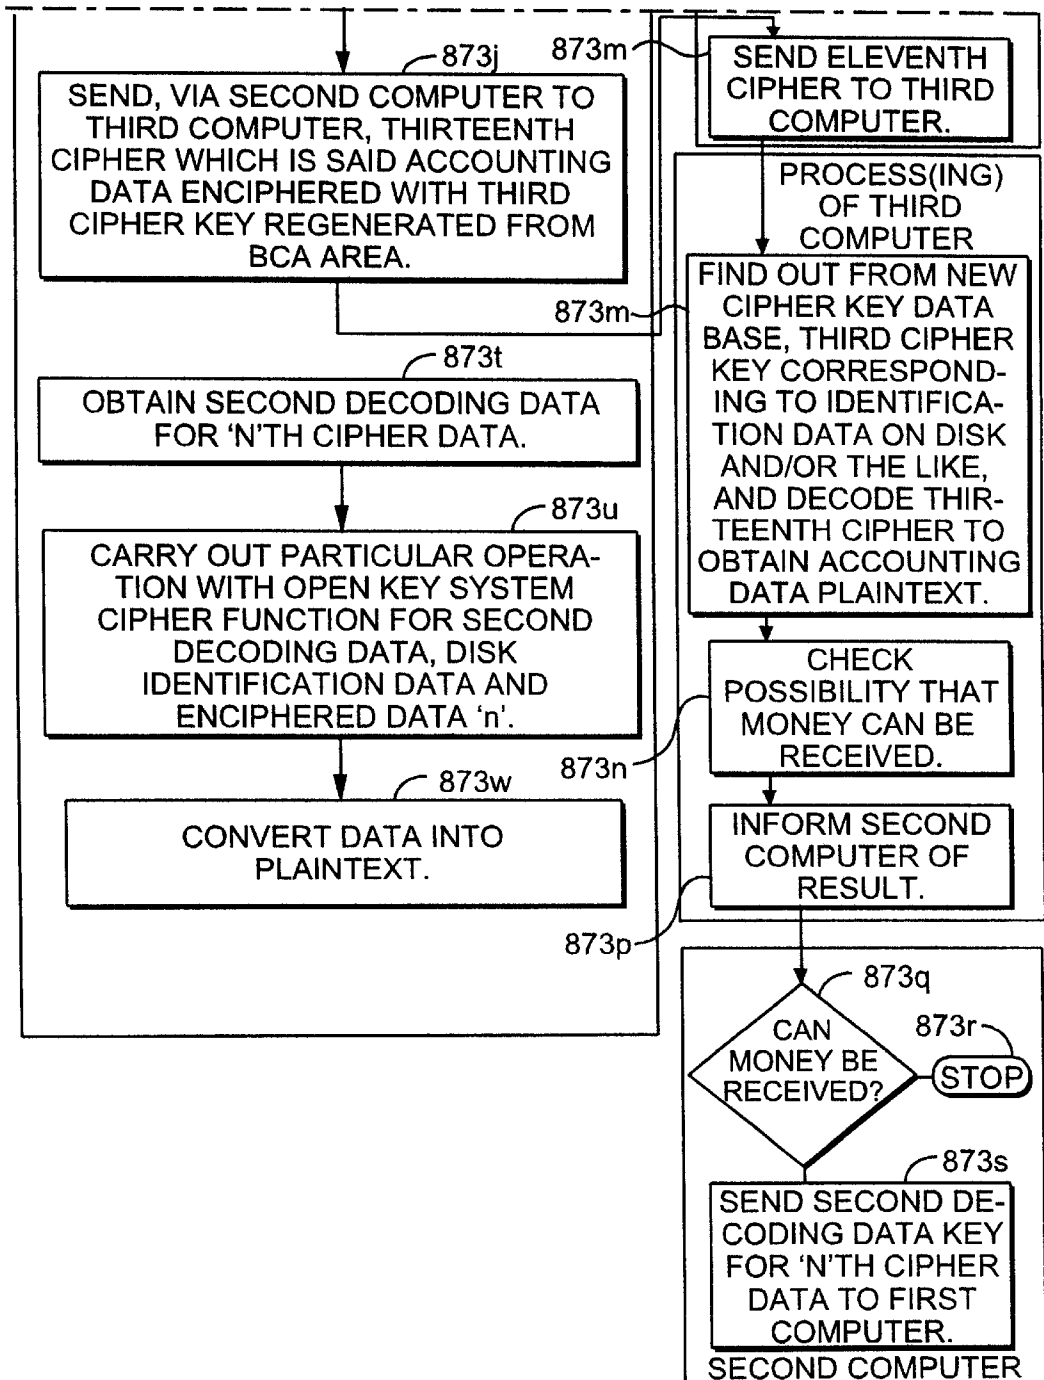 873j
SEND, VIA SECOND COMPUTER TO
THIRD COMPUTER, THIRTEENTH
CIPHER WHICH IS SAID ACCOUNTING
DATA ENCIPHERED WITH THIRD
CIPHER KEY REGENERATED FROM
BCA AREA.
873t
OBTAIN SECOND DECODING DATA
FOR 'N'TH CIPHER DATA.
873u
CARRY OUT PARTICULAR OPERA-
TION WITH OPEN KEY SYSTEM
CIPHER FUNCTION FOR SECOND
DECODING DATA, DISK
IDENTIFICATION DATA AND
ENCIPHERED DATA 'n'.
873w
CONVERT DATA INTO
PLAINTEXT.
873m
SEND ELEVENTH
CIPHER TO THIRD
COMPUTER.
PROCESS(ING)
OF THIRD
COMPUTER
873m
FIND OUT FROM NEW
CIPHER KEY DATA
BASE, THIRD CIPHER
KEY CORRESPOND-
ING TO IDENTIFICA-
TION DATA ON DISK
AND/OR THE LIKE,
AND DECODE THIR-
TEENTH CIPHER TO
OBTAIN ACCOUNTING
DATA PLAINTEXT.
873n
CHECK
POSSIBILITY THAT
MONEY CAN BE
RECEIVED.
873p
INFORM SECOND
COMPUTER OF
RESULT.
873q
CAN
MONEY BE
RECEIVED?
873r
STOP
873s
SEND SECOND DE-
CODING DATA KEY
FOR 'N'TH CIPHER
DATA TO FIRST
COMPUTER.
SECOND COMPUTER